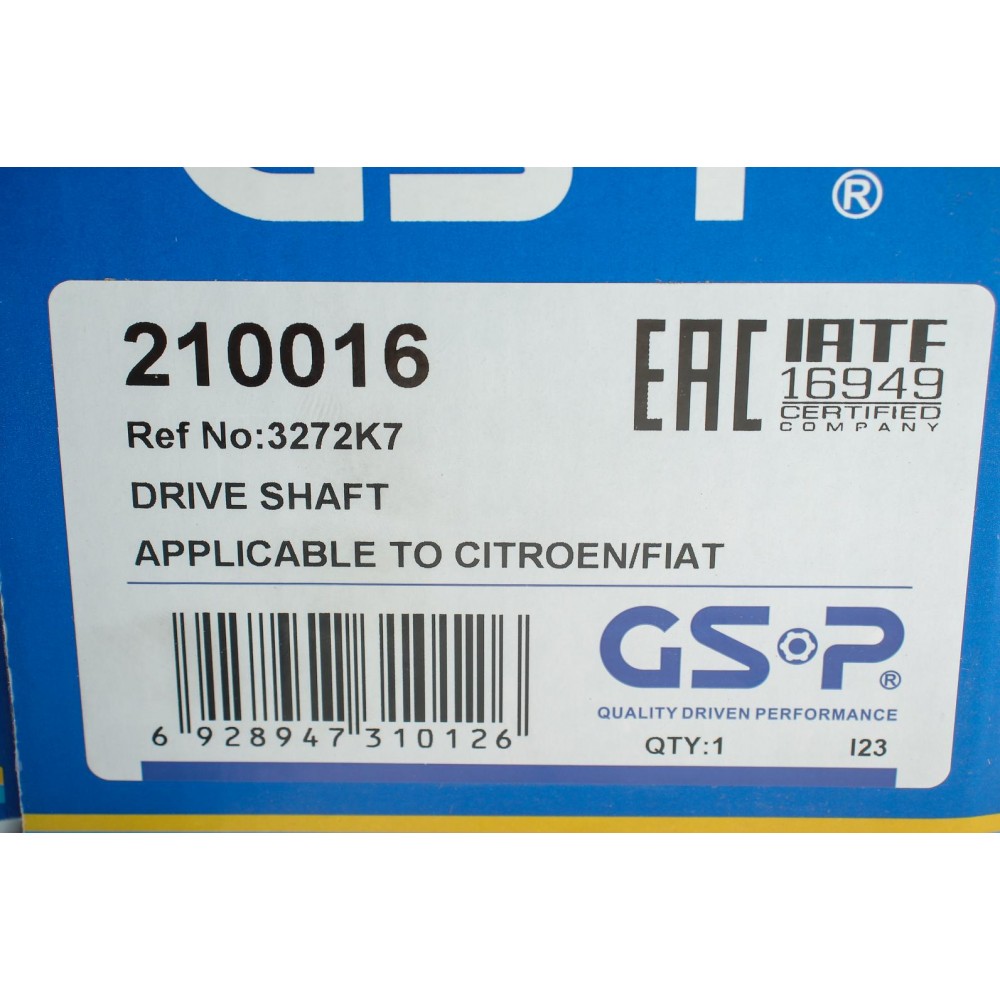 GSP®
210016
EAC
IATF
16949
CERTIFIED
COMPANY
Ref No:3272K7
DRIVE SHAFT
APPLICABLE TO CITROEN/FIAT
GSP®
QUALITY DRIVEN PERFORMANCE
6 928947 310126
QTY:1
I23